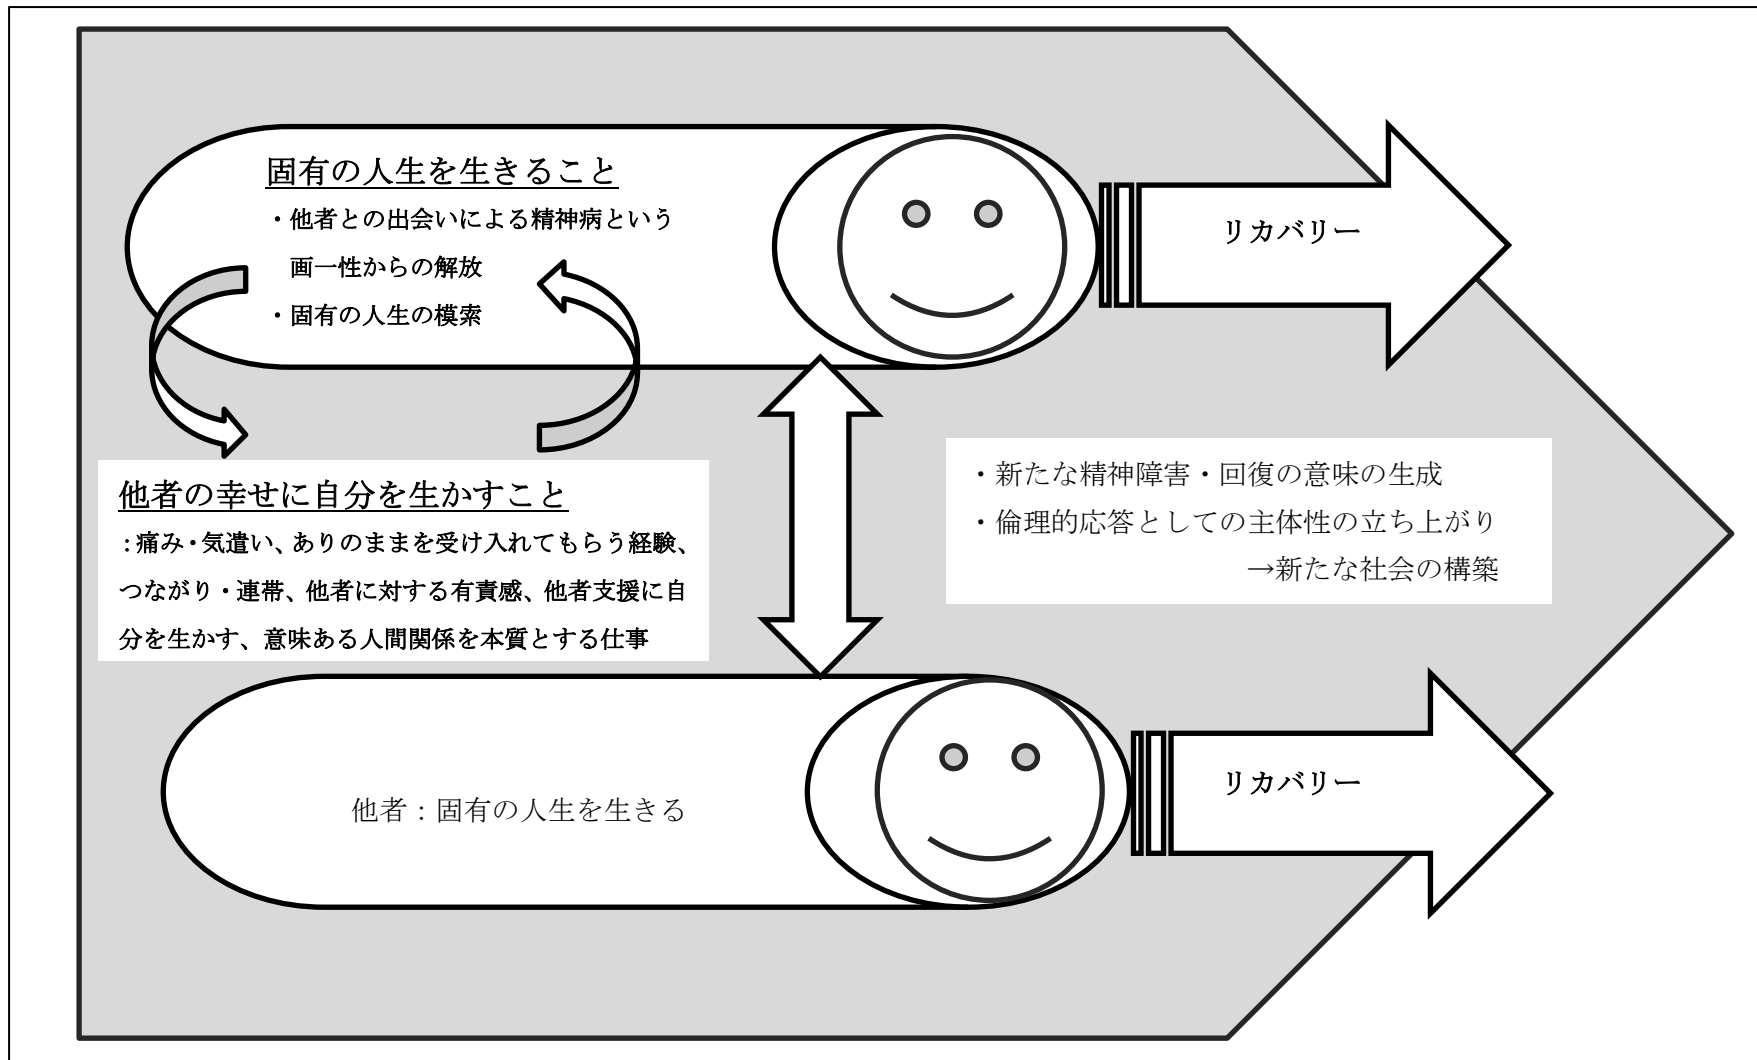 固有の人生を生きること
・他者との出会いによる精神病という
画一性からの解放
・固有の人生の模索
リカバリー
他者の幸せに自分を生かすこと
:痛み・気遣い、ありのままを受け入れてもらう経験、
つながり・連帯、他者に対する有責感、他者支援に自
分を生かす、意味ある人間関係を本質とする仕事
・新たな精神障害・回復の意味の生成
・倫理的応答としての主体性の立ち上がり
→新たな社会の構築
他者：固有の人生を生きる
リカバリー